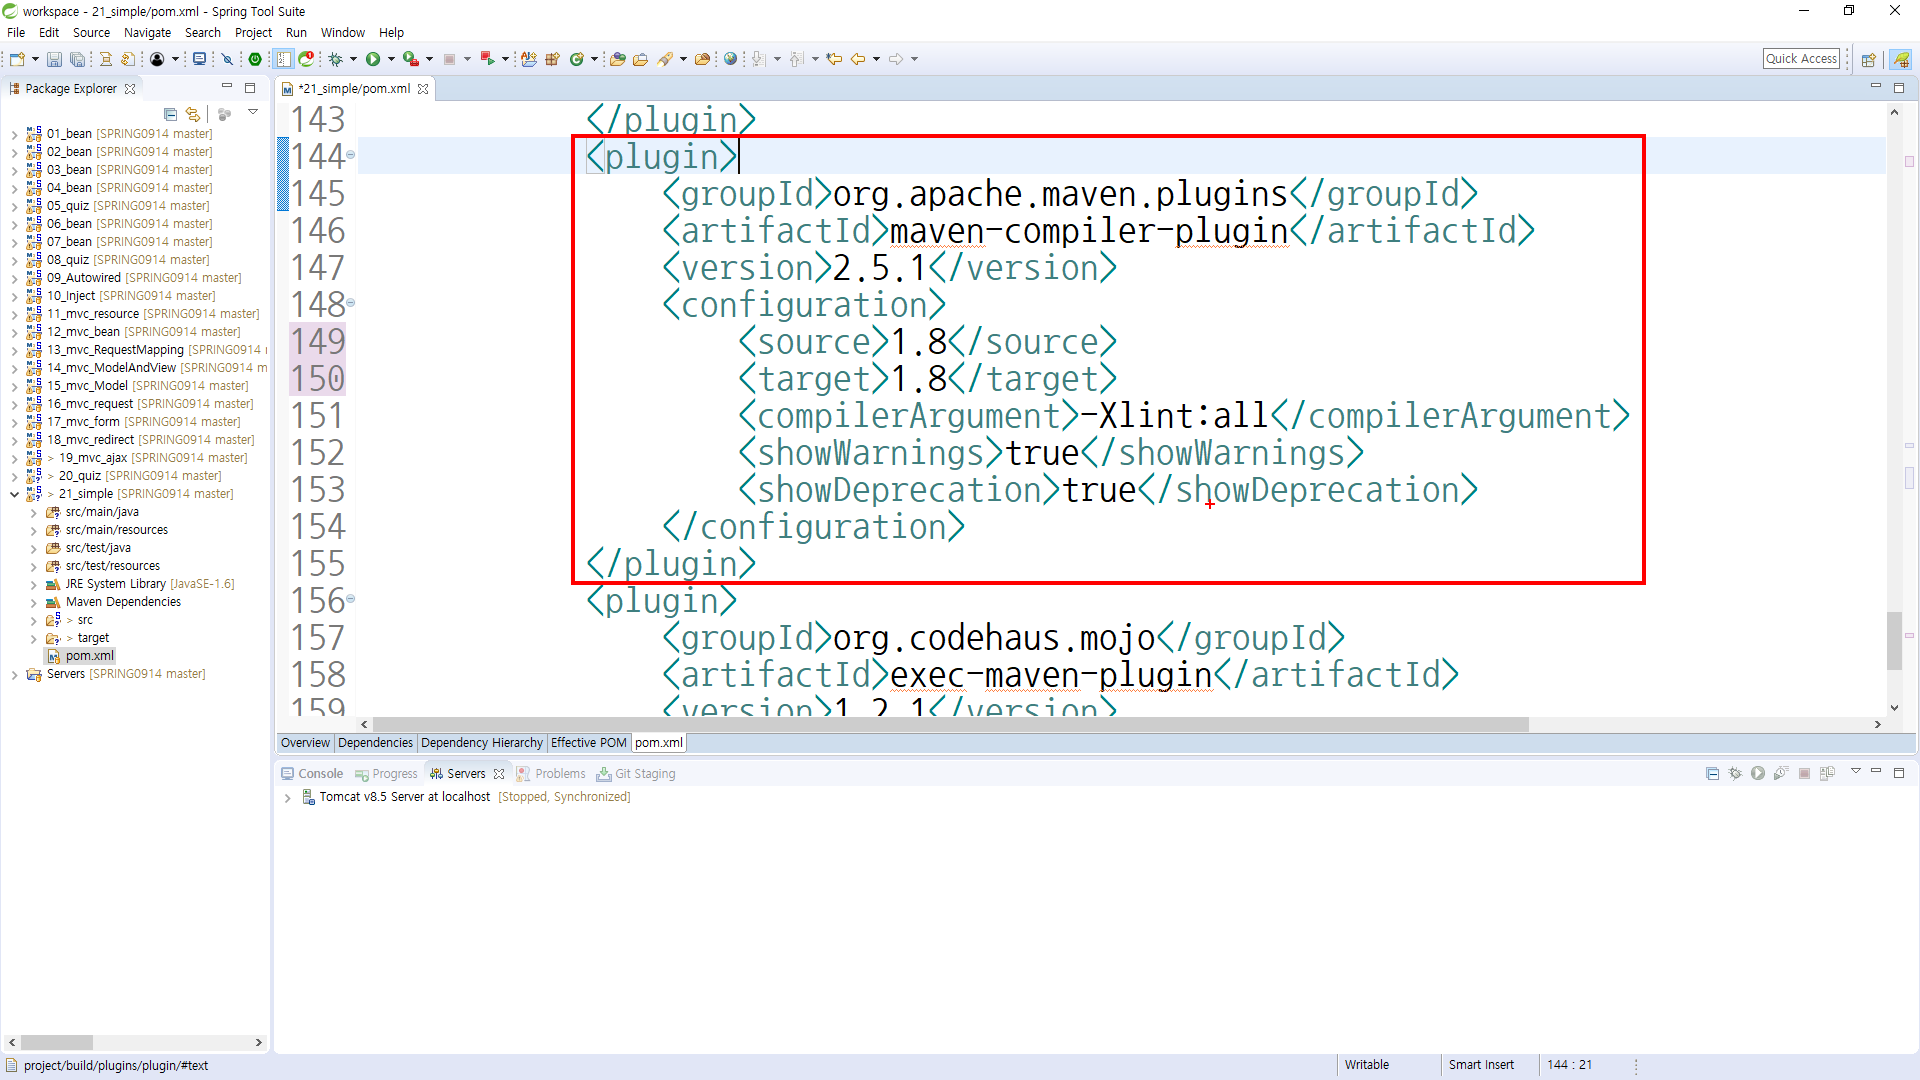 workspace - 21_simple/pom.xml - Spring Tool Suite
File Edit Source Navigate Search Project Run Window Help
Quick Access
Package Explorer
*21_simple/pom.xml
01_bean [SPRING0914 master]
02_bean [SPRING0914 master]
03_bean [SPRING0914 master]
04_bean [SPRING0914 master]
05_quiz [SPRING0914 master]
06_bean [SPRING0914 master]
07_bean [SPRING0914 master]
08_quiz [SPRING0914 master]
09_Autowired [SPRING0914 master]
10_Inject [SPRING0914 master]
11_mvc_resource [SPRING0914 master]
12_mvc_bean [SPRING0914 master]
13_mvc_RequestMapping [SPRING0914
14_mvc_ModelAndView [SPRING0914 m
15_mvc_Model [SPRING0914 master]
16_mvc_request [SPRING0914 master]
17_mvc_form [SPRING0914 master]
18_mvc_redirect [SPRING0914 master]
> 19_mvc_ajax [SPRING0914 master]
> 20_quiz [SPRING0914 master]
> 21_simple [SPRING0914 master]
src/main/java
src/main/resources
src/test/java
src/test/resources
JRE System Library [JavaSE-1.6]
Maven Dependencies
> src
> target
pom.xml
Servers [SPRING0914 master]
143 </plugin>
144 <plugin>
145 <groupId>org.apache.maven.plugins</groupId>
146 <artifactId>maven-compiler-plugin</artifactId>
147 <version>2.5.1</version>
148 <configuration>
149 <source>1.8</source>
150 <target>1.8</target>
151 <compilerArgument>-Xlint:all</compilerArgument>
152 <showWarnings>true</showWarnings>
153 <showDeprecation>true</showDeprecation>
154 </configuration>
155 </plugin>
156 <plugin>
157 <groupId>org.codehaus.mojo</groupId>
158 <artifactId>exec-maven-plugin</artifactId>
159 <version>1.2.1</version>
Overview Dependencies Dependency Hierarchy Effective POM pom.xml
Console Progress Servers Problems Git Staging
Tomcat v8.5 Server at localhost [Stopped, Synchronized]
project/build/plugins/plugin/#text
Writable Smart Insert 144 : 21